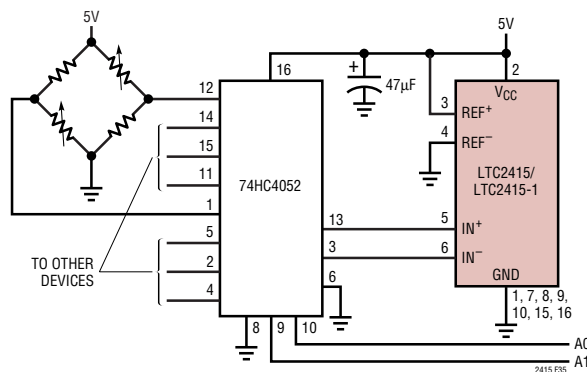 5V
5V
16
2
12
+
47µF
VCC
3
REF+
14
4
REF−
15
74HC4052
LTC2415/
LTC2415-1
11
1
13
5
IN+
5
3
6
IN−
TO OTHER
DEVICES
2
6
GND
4
1, 7, 8, 9,
10, 15, 16
8
9
10
A0
A1
2415 F35